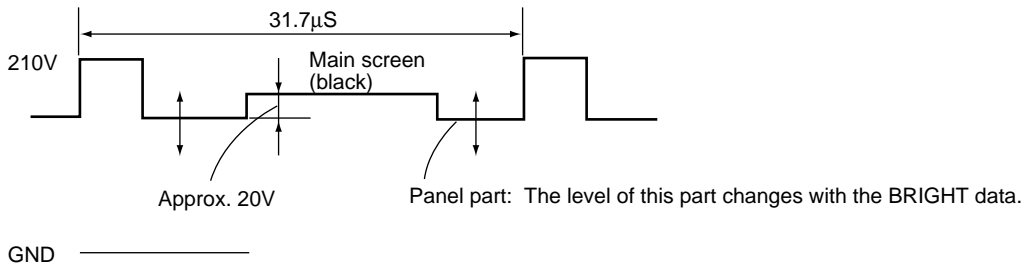 31.7μS
210V
Main screen
(black)
Approx. 20V
Panel part: The level of this part changes with the BRIGHT data.
GND